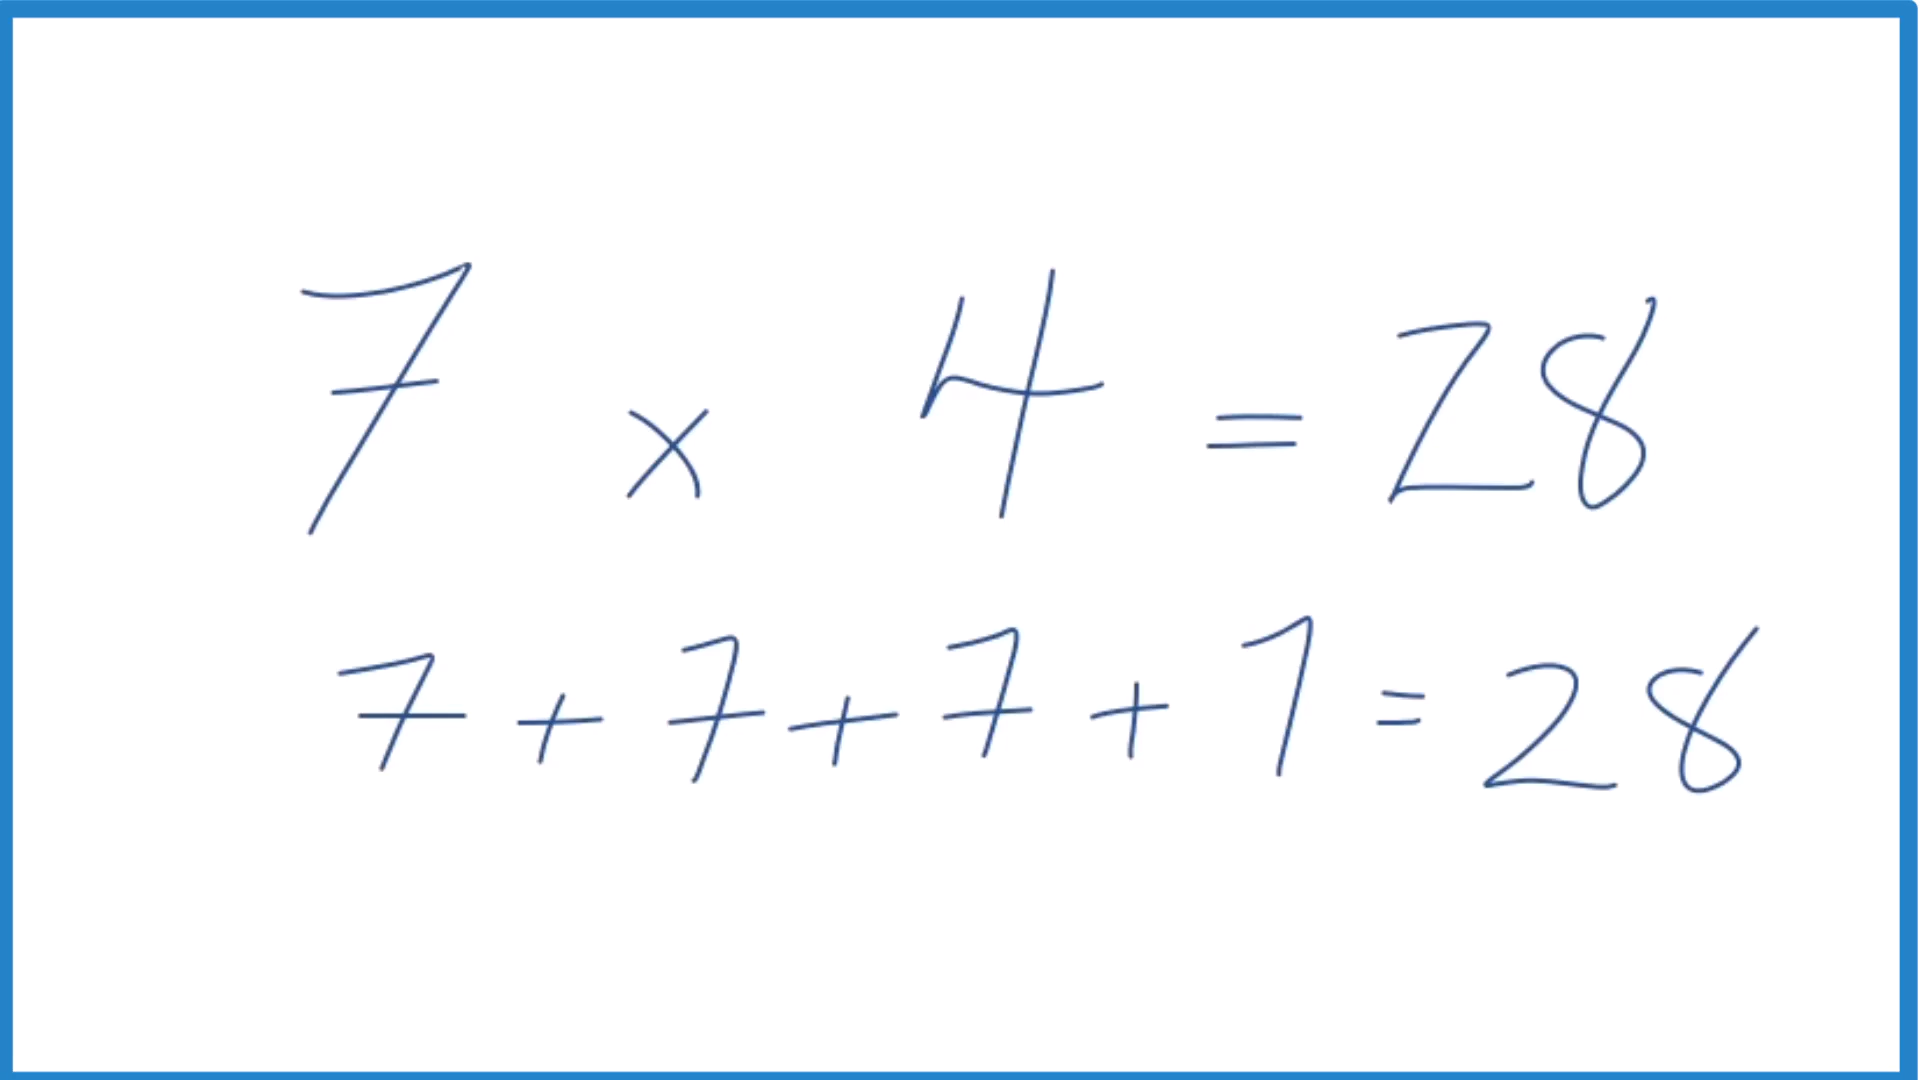 7 x 4 = 28
7 + 7 + 7 + 7 = 28